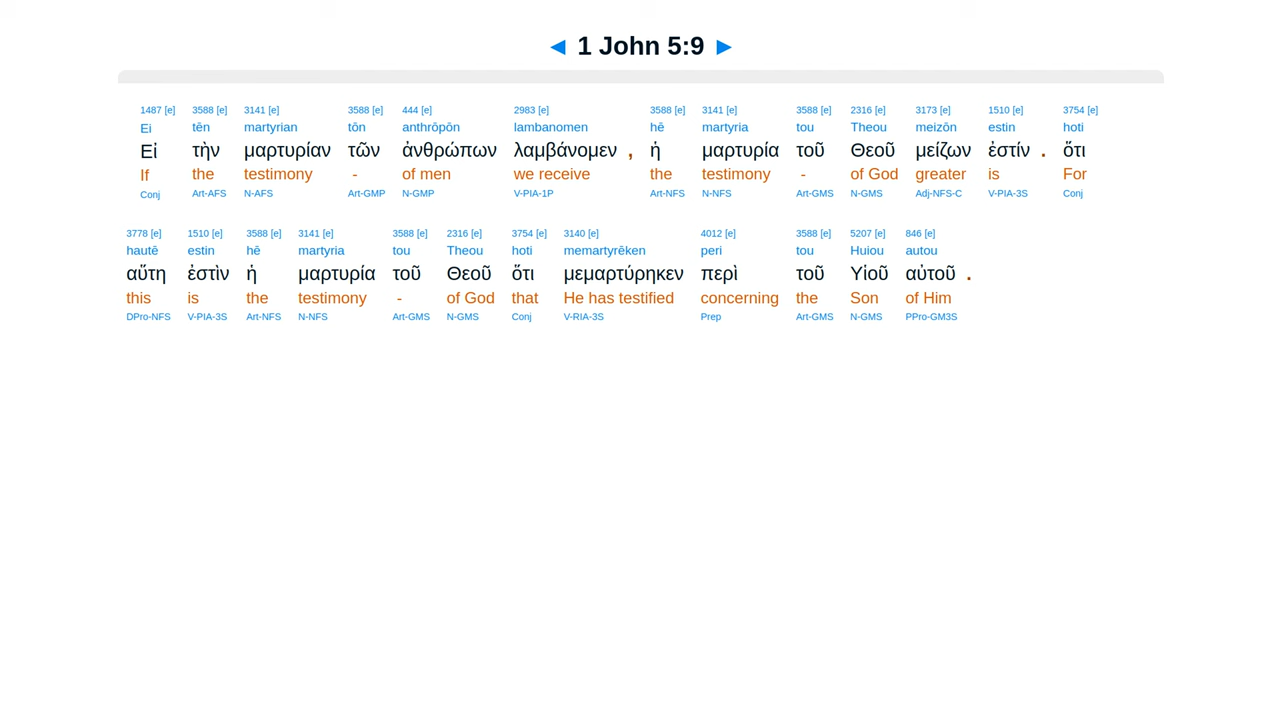 ◄ 1 John 5:9 ►
1487 [e] 3588 [e] 3141 [e] 3588 [e] 444 [e] 2983 [e] 3588 [e] 3141 [e] 3588 [e] 2316 [e] 3173 [e] 1510 [e] 3754 [e]
Ei tēn martyrian tōn anthrōpōn lambanomen hē martyria tou Theou meizōn estin hoti
Εἰ τὴν μαρτυρίαν τῶν ἀνθρώπων λαμβάνομεν , ἡ μαρτυρία τοῦ Θεοῦ μείζων ἐστίν . ὅτι
If the testimony - of men we receive the testimony - of God greater is For
Conj Art-AFS N-AFS Art-GMP N-GMP V-PIA-1P Art-NFS N-NFS Art-GMS N-GMS Adj-NFS-C V-PIA-3S Conj
3778 [e] 1510 [e] 3588 [e] 3141 [e] 3588 [e] 2316 [e] 3754 [e] 3140 [e] 4012 [e] 3588 [e] 5207 [e] 846 [e]
hautē estin hē martyria tou Theou hoti memartyrēken peri tou Huiou autou
αὕτη ἐστὶν ἡ μαρτυρία τοῦ Θεοῦ ὅτι μεμαρτύρηκεν περὶ τοῦ Υἱοῦ αὐτοῦ .
this is the testimony - of God that He has testified concerning the Son of Him
DPro-NFS V-PIA-3S Art-NFS N-NFS Art-GMS N-GMS Conj V-RIA-3S Prep Art-GMS N-GMS PPro-GM3S